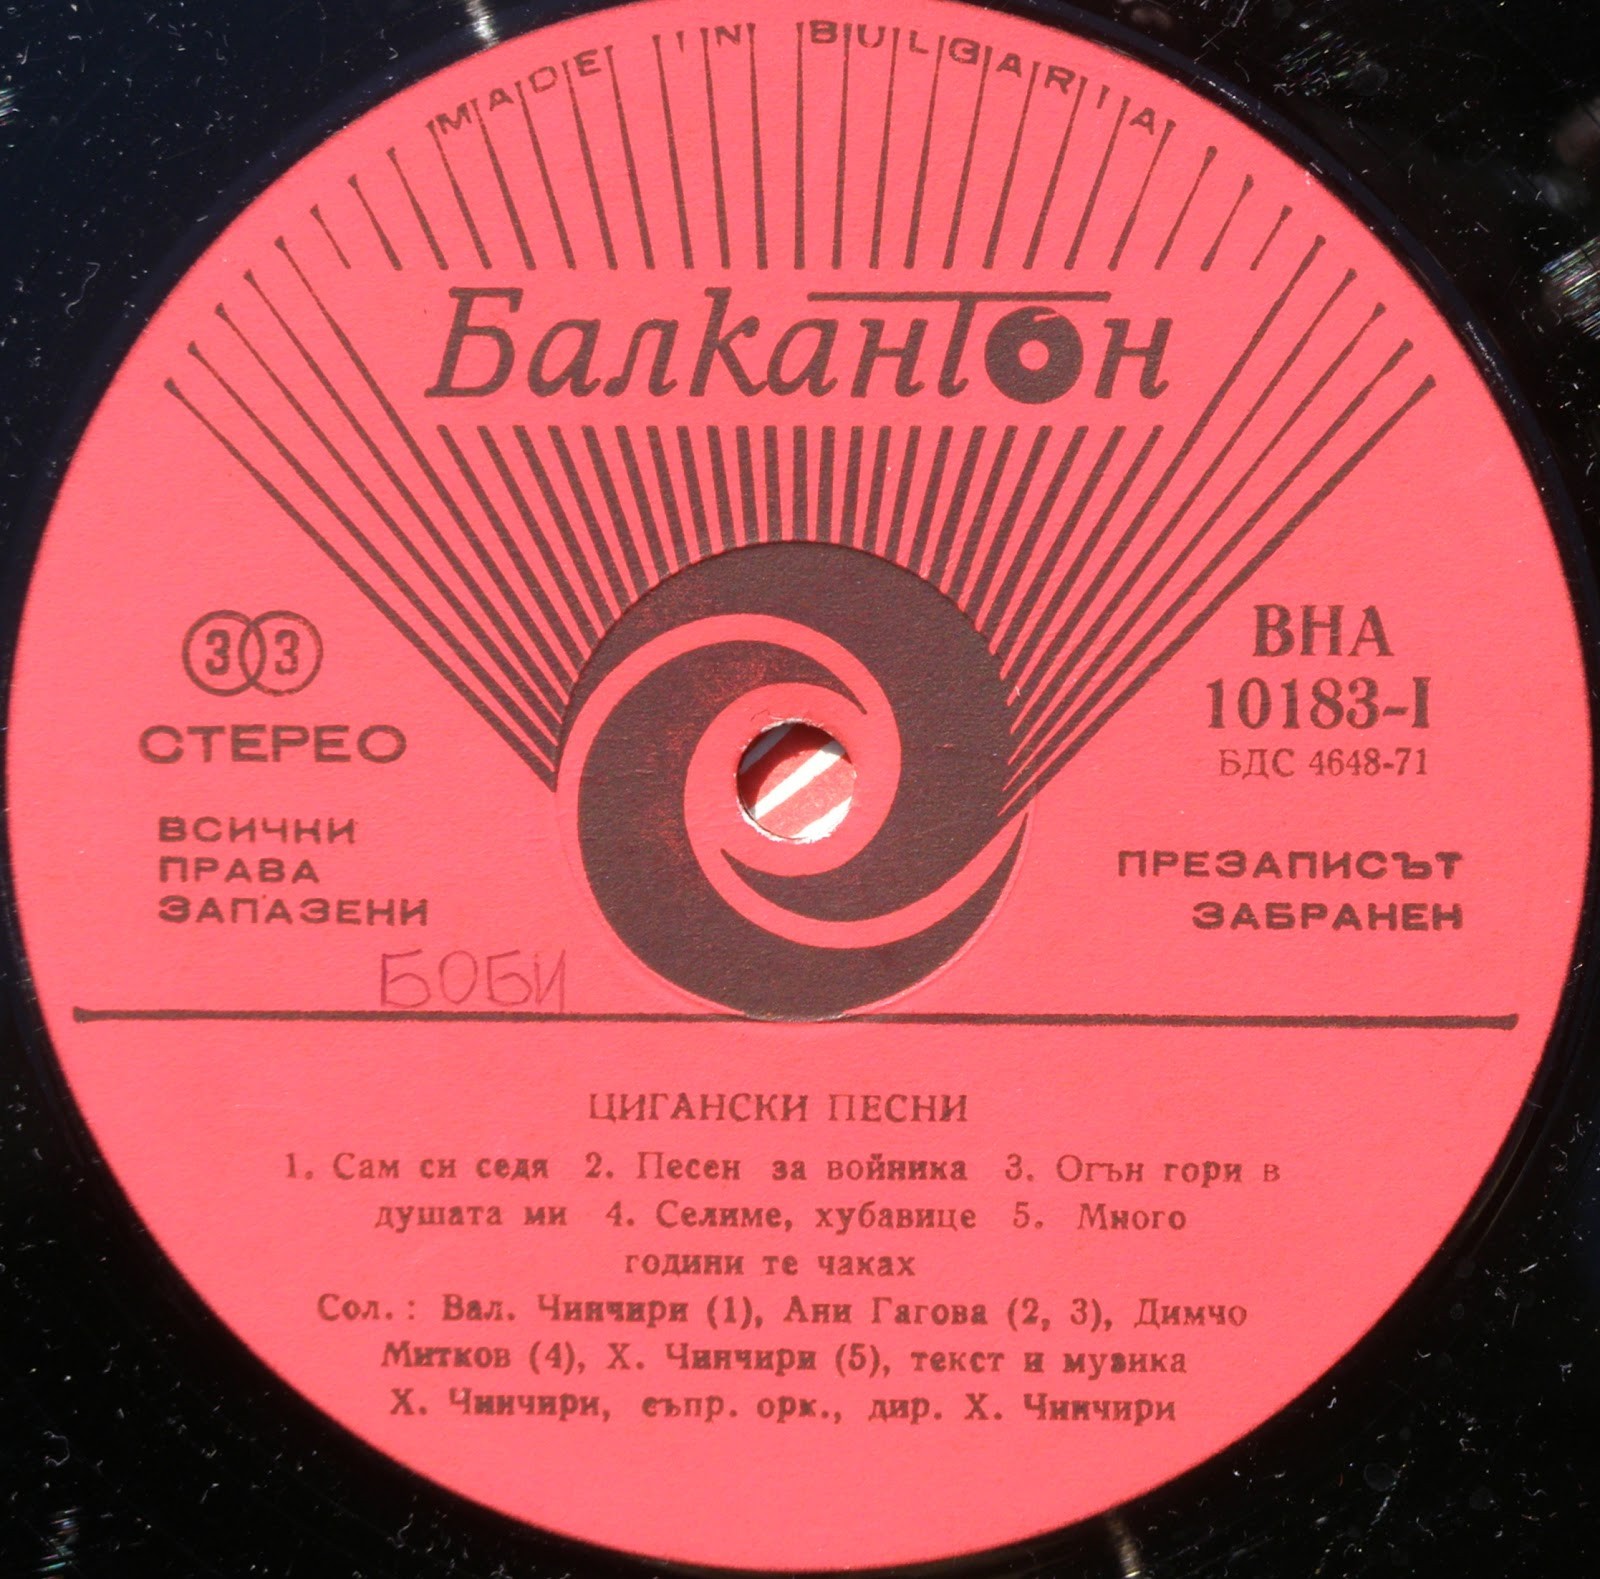 MADE IN BULGARIA
Балкантон
33
СТЕРЕО
ВСИЧКИ
ПРАВА
ЗАПАЗЕНИ
ВНА
10183-I
БДС 4648-71
ПРЕЗАПИСЪТ
ЗАБРАНЕН
БОБИ
ЦИГАНСКИ ПЕСНИ
1. Сам си седя 2. Песен за войника 3. Огън гори в
душата ми 4. Селиме, хубавице 5. Много
години те чаках
Сол.: Вал. Чинчири (1), Ани Гагова (2, 3), Димчо
Митков (4), Х. Чинчири (5), текст и музика
Х. Чинчири, съпр. орк., дир. Х. Чинчири